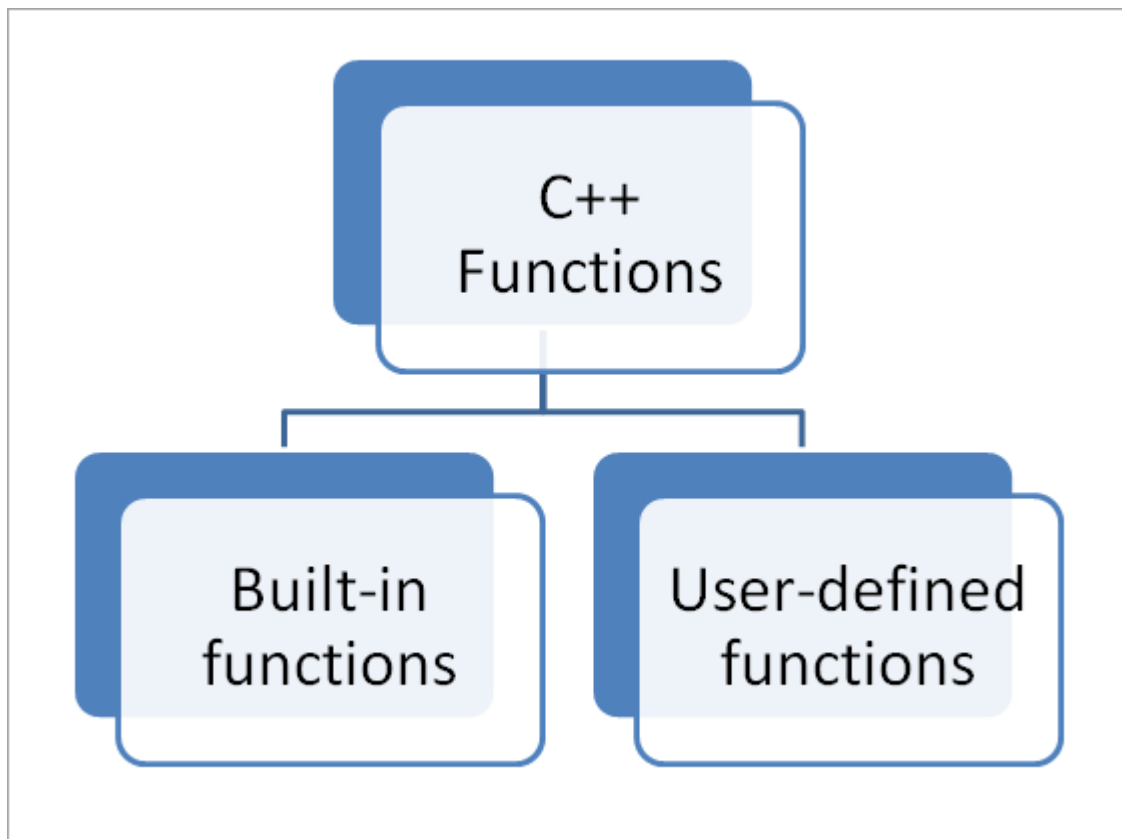 C++
Functions
Built-in
functions
User-defined
functions